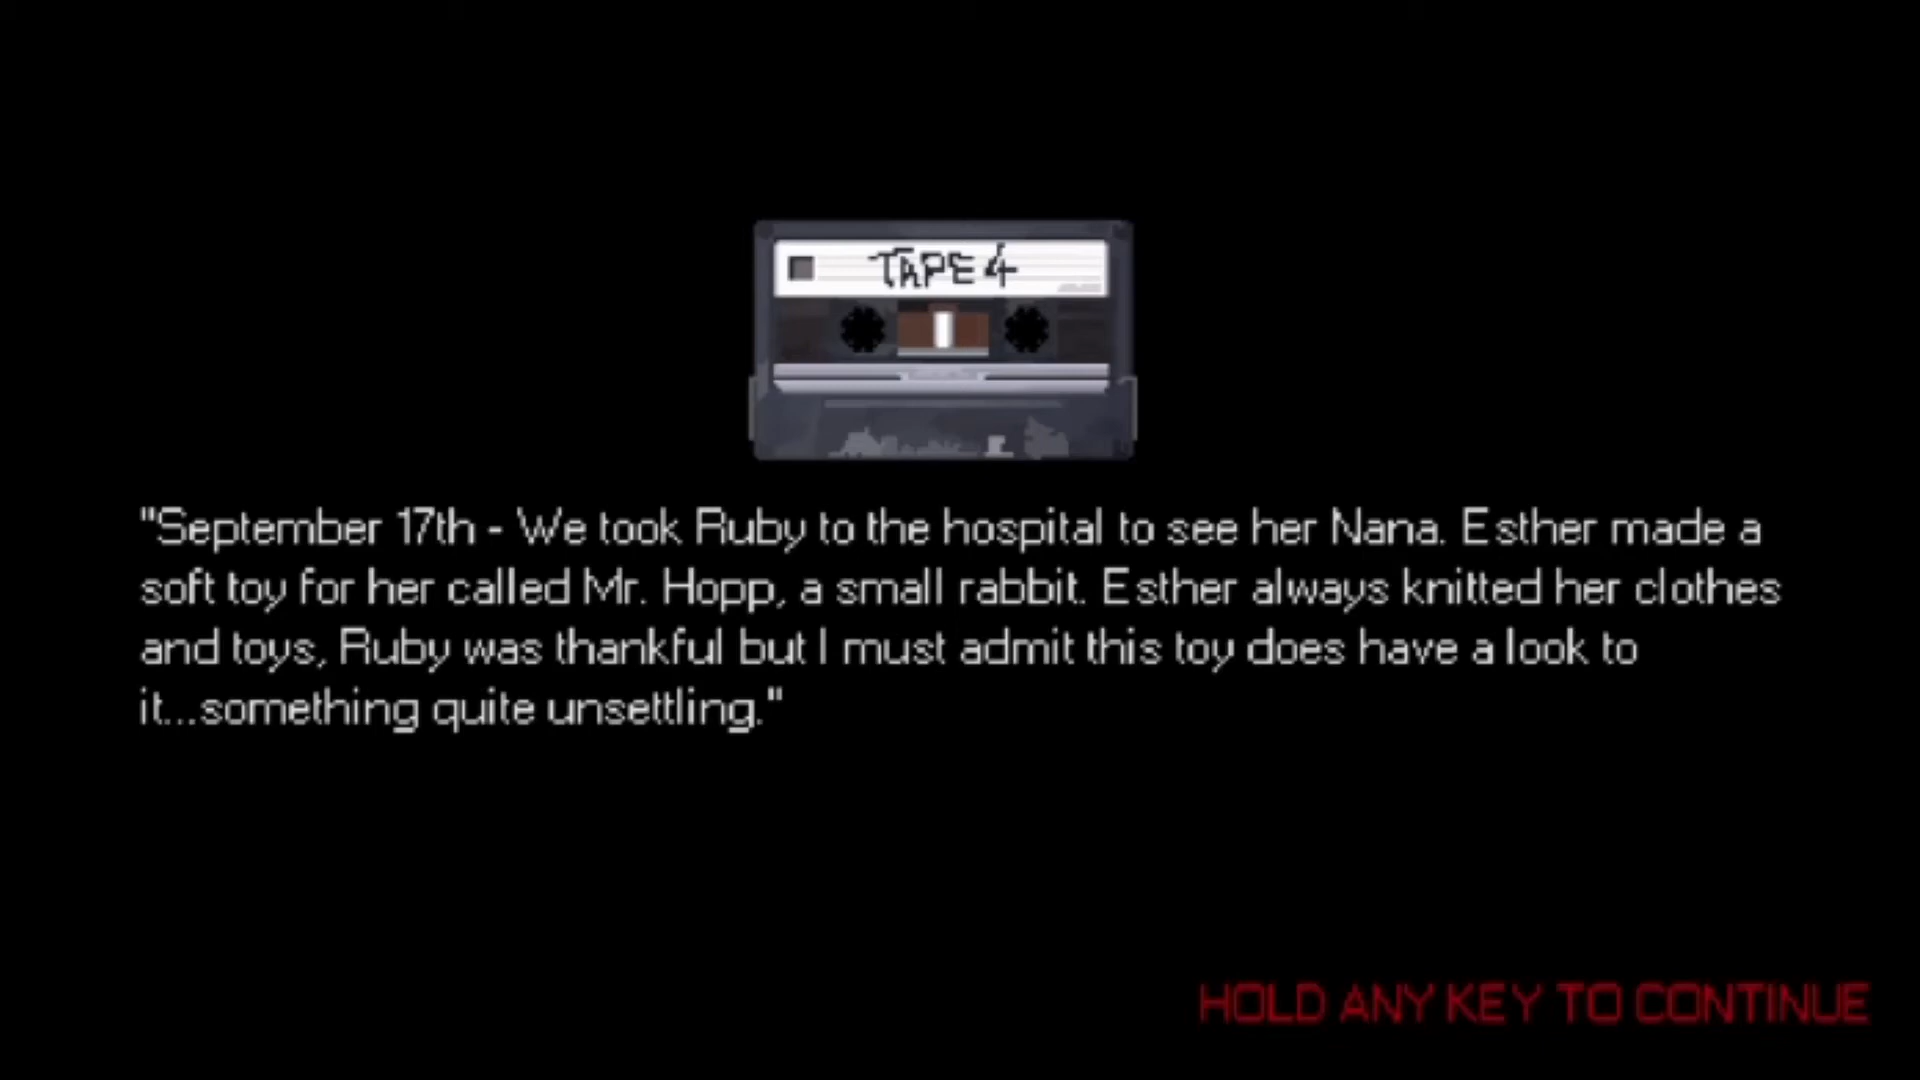 TAPE 4
"September 17th - We took Ruby to the hospital to see her Nana. Esther made a
soft toy for her called Mr. Hopp, a small rabbit. Esther always knitted her clothes
and toys, Ruby was thankful but I must admit this toy does have a look to
it...something quite unsettling."
HOLD ANY KEY TO CONTINUE